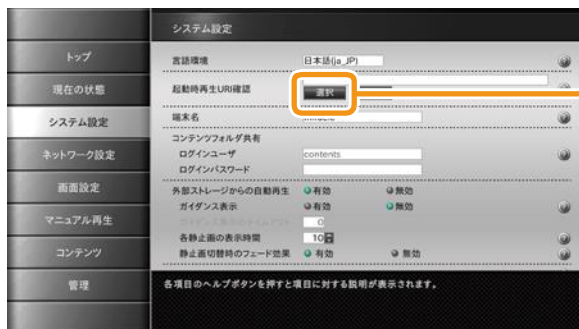 システム設定
トップ
現在の状態
システム設定
ネットワーク設定
画面設定
マニュアル再生
コンテンツ
管理
言語環境 日本語(ja_JP)
起動時再生URI確認
選択
端末名
コンテンツフォルダ共有
ログインユーザ contents
ログインパスワード
外部ストレージからの自動再生 有効 無効
ガイダンス表示 有効 無効
0
各静止画の表示時間 10
静止画切替時のフェード効果 有効 無効
各項目のヘルプボタンを押すと項目に対する説明が表示されます。